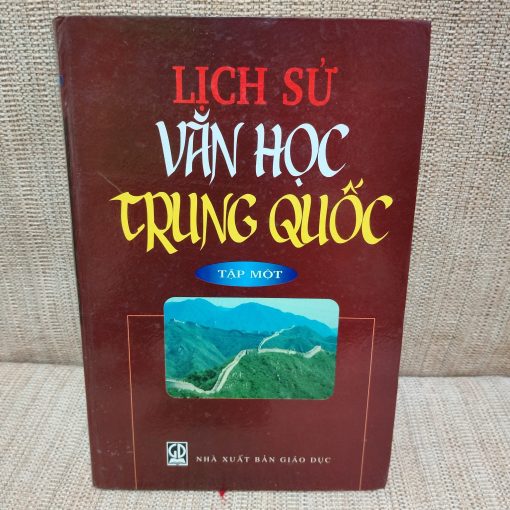 LỊCH SỬ
VĂN HỌC
TRUNG QUỐC
TẬP MỘT
GD
NHÀ XUẤT BẢN GIÁO DỤC